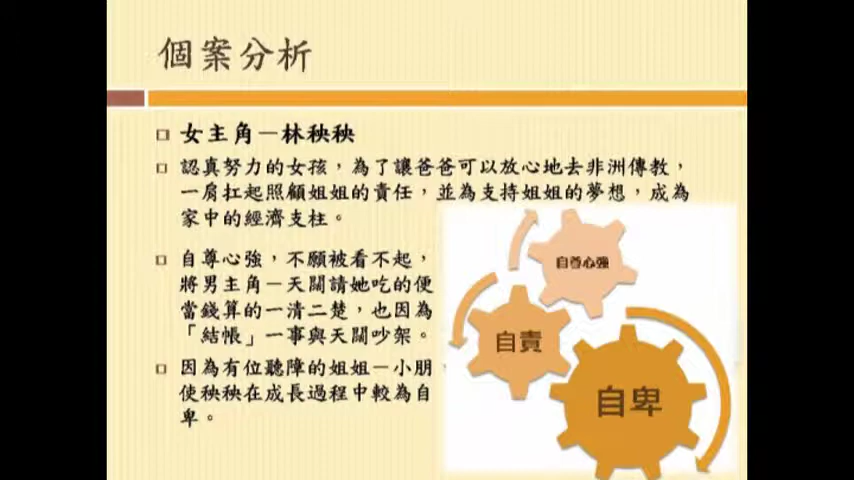 個案分析
女主角－林秧秧
認真努力的女孩，為了讓爸爸可以放心地去非洲傳教，
一肩扛起照顧姐姐的責任，並為支持姐姐的夢想，成為
家中的經濟支柱。
自尊心強，不願被看不起，
將男主角－天闊請她吃的便
當錢算的一清二楚，也因為
「結帳」一事與天闊吵架。
因為有位聽障的姐姐－小朋，
使秧秧在成長過程中較為自
卑。
自尊心強
自責
自卑